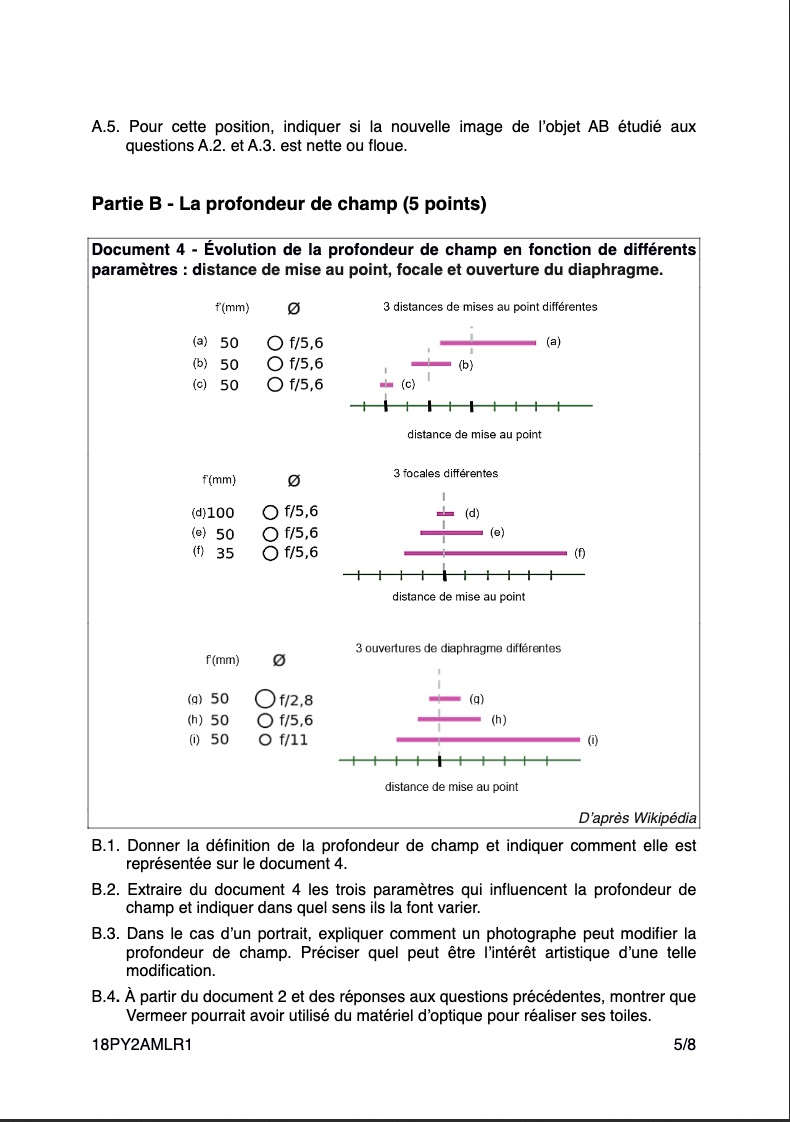 A.5. Pour cette position, indiquer si la nouvelle image de l'objet AB étudié aux
questions A.2. et A.3. est nette ou floue.
Partie B - La profondeur de champ (5 points)
Document 4 - Évolution de la profondeur de champ en fonction de différents
paramètres : distance de mise au point, focale et ouverture du diaphragme.
f'(mm) Ø 3 distances de mises au point différentes
(a) 50 f/5,6 (a)
(b) 50 f/5,6 (b)
(c) 50 f/5,6 (c)
distance de mise au point
f'(mm) Ø 3 focales différentes
(d)100 f/5,6 (d)
(e) 50 f/5,6 (e)
(f) 35 f/5,6 (f)
distance de mise au point
f'(mm) Ø 3 ouvertures de diaphragme différentes
(g) 50 f/2,8 (g)
(h) 50 f/5,6 (h)
(i) 50 f/11 (i)
distance de mise au point
D'après Wikipédia
B.1. Donner la définition de la profondeur de champ et indiquer comment elle est
représentée sur le document 4.
B.2. Extraire du document 4 les trois paramètres qui influencent la profondeur de
champ et indiquer dans quel sens ils la font varier.
B.3. Dans le cas d'un portrait, expliquer comment un photographe peut modifier la
profondeur de champ. Préciser quel peut être l'intérêt artistique d'une telle
modification.
B.4. À partir du document 2 et des réponses aux questions précédentes, montrer que
Vermeer pourrait avoir utilisé du matériel d'optique pour réaliser ses toiles.
18PY2AMLR1 5/8